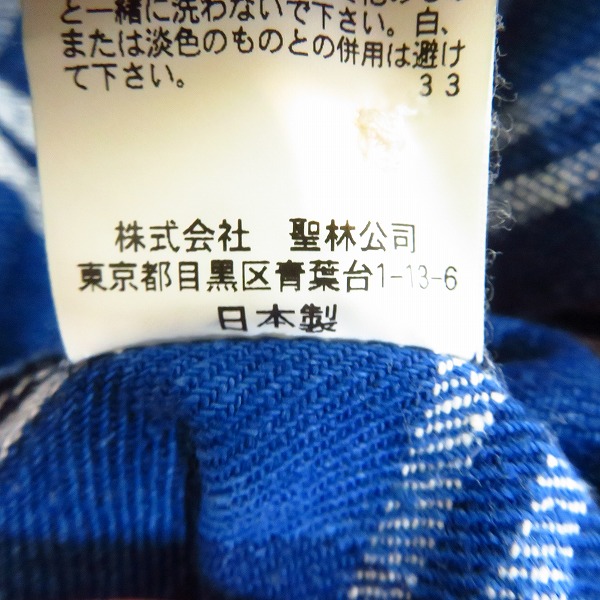 と一緒に洗わないで下さい。白、
または淡色のものとの併用は避け
て下さい。
33
株式会社 聖林公司
東京都目黒区青葉台1-13-6
日本製